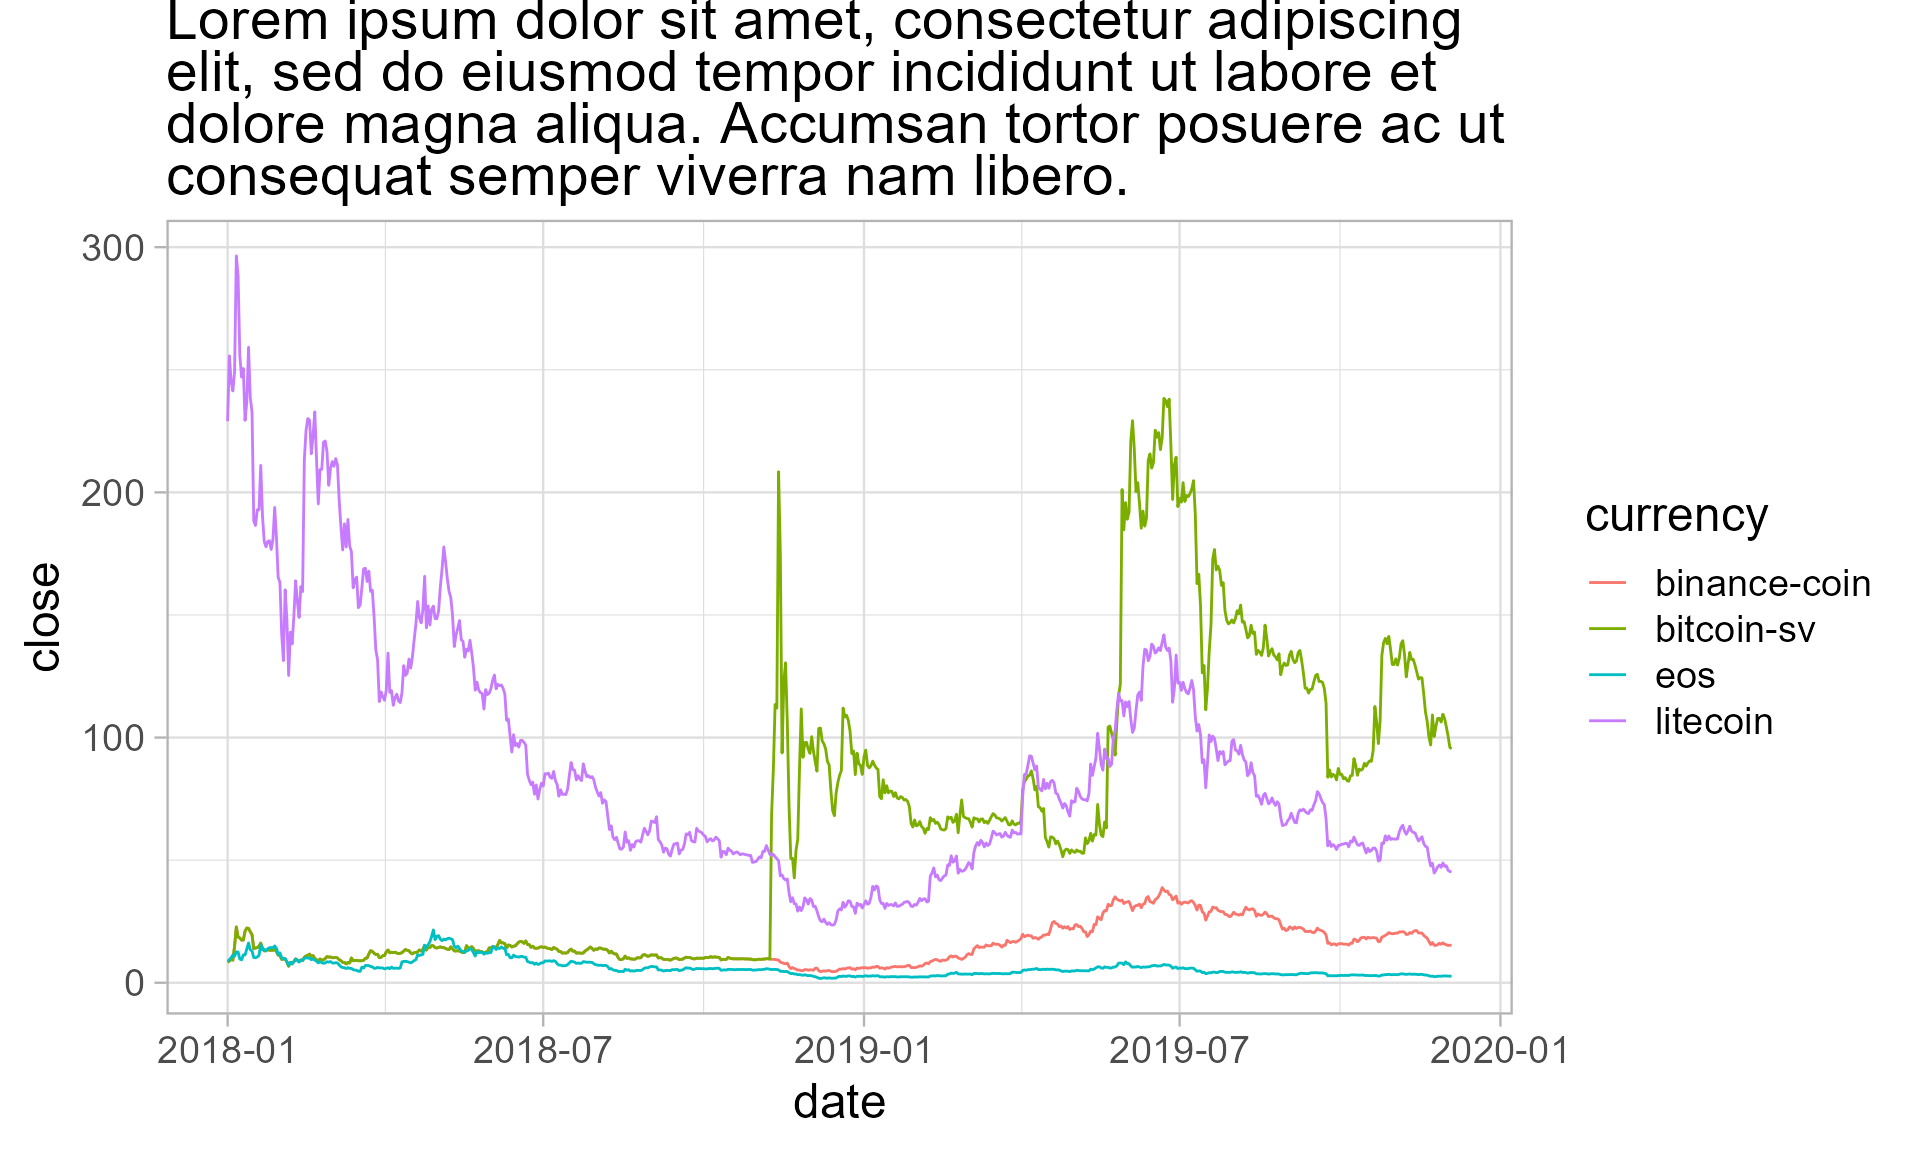 Lorem ipsum dolor sit amet, consectetur adipiscing
elit, sed do eiusmod tempor incididunt ut labore et
dolore magna aliqua. Accumsan tortor posuere ac ut
consequat semper viverra nam libero.
300
200
100
0
close
2018-01
2018-07
2019-01
2019-07
2020-01
date
currency
binance-coin
bitcoin-sv
eos
litecoin